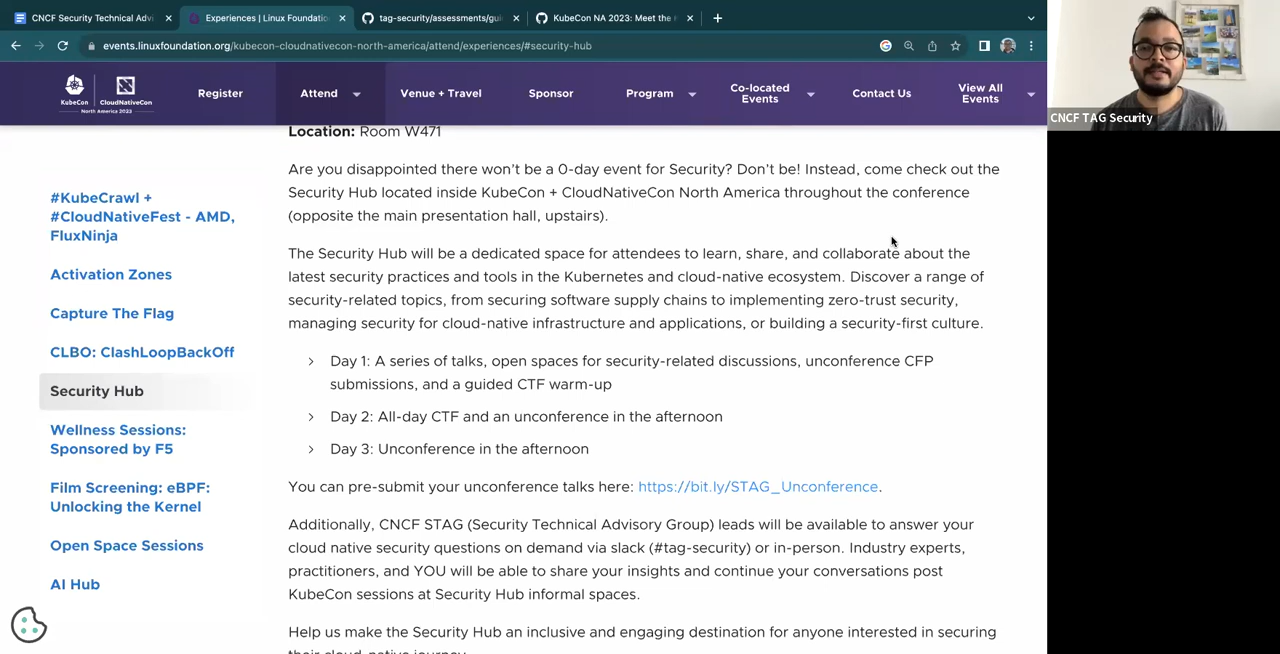 CNCF Security Technical Advi
Experiences | Linux Foundatio
tag-security/assessments/gui
KubeCon NA 2023: Meet the
events.linuxfoundation.org/kubecon-cloudnativecon-north-america/attend/experiences/#security-hub
KubeCon
CloudNativeCon
North America 2023
Register
Attend
Venue + Travel
Sponsor
Program
Co-located
Events
Contact Us
View All
Events
CNCF TAG Security
#KubeCrawl +
#CloudNativeFest - AMD,
FluxNinja
Activation Zones
Capture The Flag
CLBO: ClashLoopBackOff
Security Hub
Wellness Sessions:
Sponsored by F5
Film Screening: eBPF:
Unlocking the Kernel
Open Space Sessions
AI Hub
Location: Room W471
Are you disappointed there won't be a 0-day event for Security? Don't be! Instead, come check out the
Security Hub located inside KubeCon + CloudNativeCon North America throughout the conference
(opposite the main presentation hall, upstairs).
The Security Hub will be a dedicated space for attendees to learn, share, and collaborate about the
latest security practices and tools in the Kubernetes and cloud-native ecosystem. Discover a range of
security-related topics, from securing software supply chains to implementing zero-trust security,
managing security for cloud-native infrastructure and applications, or building a security-first culture.
Day 1: A series of talks, open spaces for security-related discussions, unconference CFP
submissions, and a guided CTF warm-up
Day 2: All-day CTF and an unconference in the afternoon
Day 3: Unconference in the afternoon
You can pre-submit your unconference talks here: https://bit.ly/STAG_Unconference.
Additionally, CNCF STAG (Security Technical Advisory Group) leads will be available to answer your
cloud native security questions on demand via slack (#tag-security) or in-person. Industry experts,
practitioners, and YOU will be able to share your insights and continue your conversations post
KubeCon sessions at Security Hub informal spaces.
Help us make the Security Hub an inclusive and engaging destination for anyone interested in securing
their cloud-native journey.